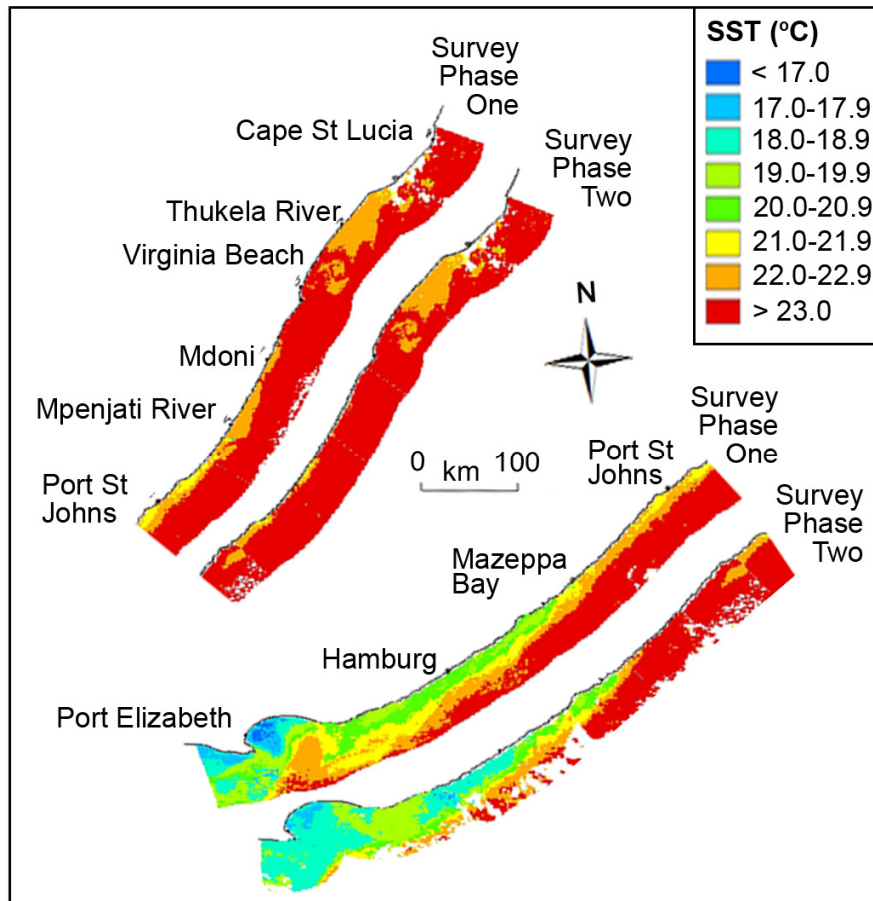 Survey
Phase
One
Cape St Lucia
Survey
Phase
Two
Thukela River
Virginia Beach
Mdoni
Mpenjati River
Port St
Johns
SST (ºC)
< 17.0
17.0-17.9
18.0-18.9
19.0-19.9
20.0-20.9
21.0-21.9
22.0-22.9
> 23.0
N
0 km 100
Survey
Phase
One
Port St
Johns
Survey
Phase
Two
Mazeppa
Bay
Hamburg
Port Elizabeth